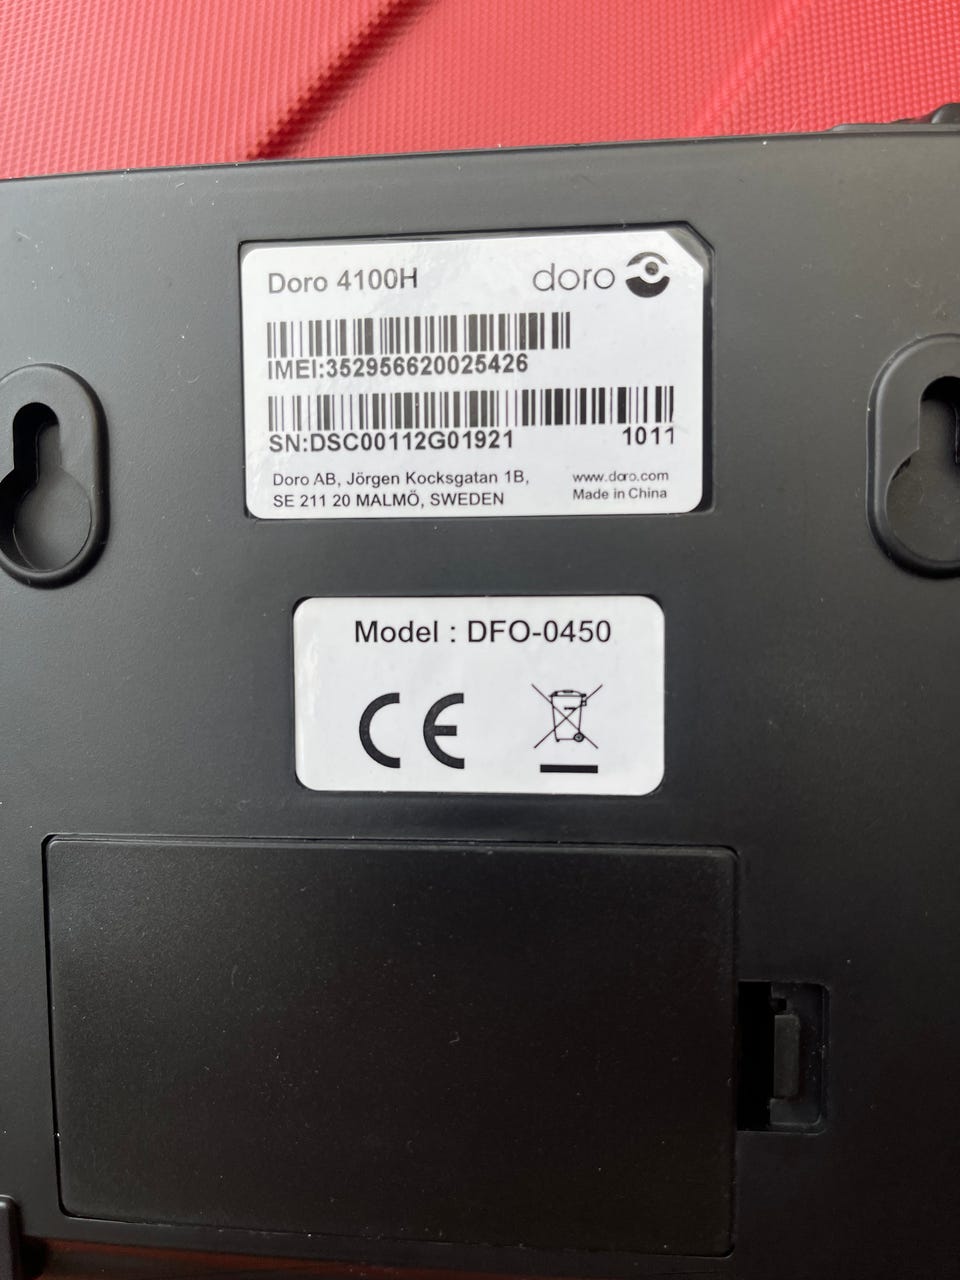 Doro 4100H
doro
IMEI:352956620025426
SN:DSC00112G01921 1011
Doro AB, Jörgen Kocksgatan 1B,
SE 211 20 MALMÖ, SWEDEN
www.doro.com
Made in China
Model : DFO-0450
CE